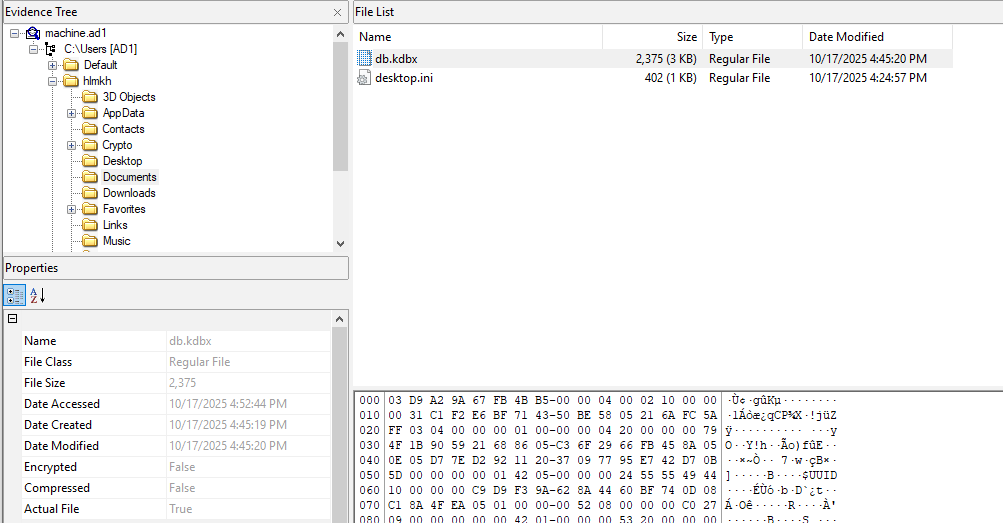 Evidence Tree
machine.ad1
C:\Users [AD1]
Default
hlmkh
3D Objects
AppData
Contacts
Crypto
Desktop
Documents
Downloads
Favorites
Links
Music
Properties
Name db.kdbx
File Class Regular File
File Size 2,375
Date Accessed 10/17/2025 4:52:44 PM
Date Created 10/17/2025 4:45:19 PM
Date Modified 10/17/2025 4:45:20 PM
Encrypted False
Compressed False
Actual File True
File List
Name Size Type Date Modified
db.kdbx 2,375 (3 KB) Regular File 10/17/2025 4:45:20 PM
desktop.ini 402 (1 KB) Regular File 10/17/2025 4:24:57 PM
000 03 D9 A2 9A 67 FB 4B B5-00 00 04 00 02 10 00 00 ·Ù¢·gûKµ········
010 00 31 C1 F2 E6 BF 71 43-50 BE 58 05 21 6A FC 5A ·1Áòæ¿qCP¾X·!jüZ
020 FF 03 04 00 00 00 01 00-00 00 04 20 00 00 00 79 ÿ·········· ···y
030 4F 1B 90 59 21 68 86 05-C3 6F 29 66 FB 45 8A 05 O··Y!h··Ão)fûE··
040 0E 05 D7 7E D2 92 11 20-37 09 77 95 E7 42 D7 0B ··×~Ò·· 7·w·çB×·
050 5D 00 00 00 00 01 42 05-00 00 00 24 55 55 49 44 ]·····B····$UUID
060 10 00 00 00 C9 D9 F3 9A-62 8A 44 60 BF 74 0D 08 ····ÉÙó·b·D`¿t··
070 C1 8A 4F EA 05 01 00 00-00 52 08 00 00 00 C0 27 Á·Oê·····R····À'
080 09 00 00 00 00 42 01-00 00 00 53 20 00 00 00 ·····B····S ···